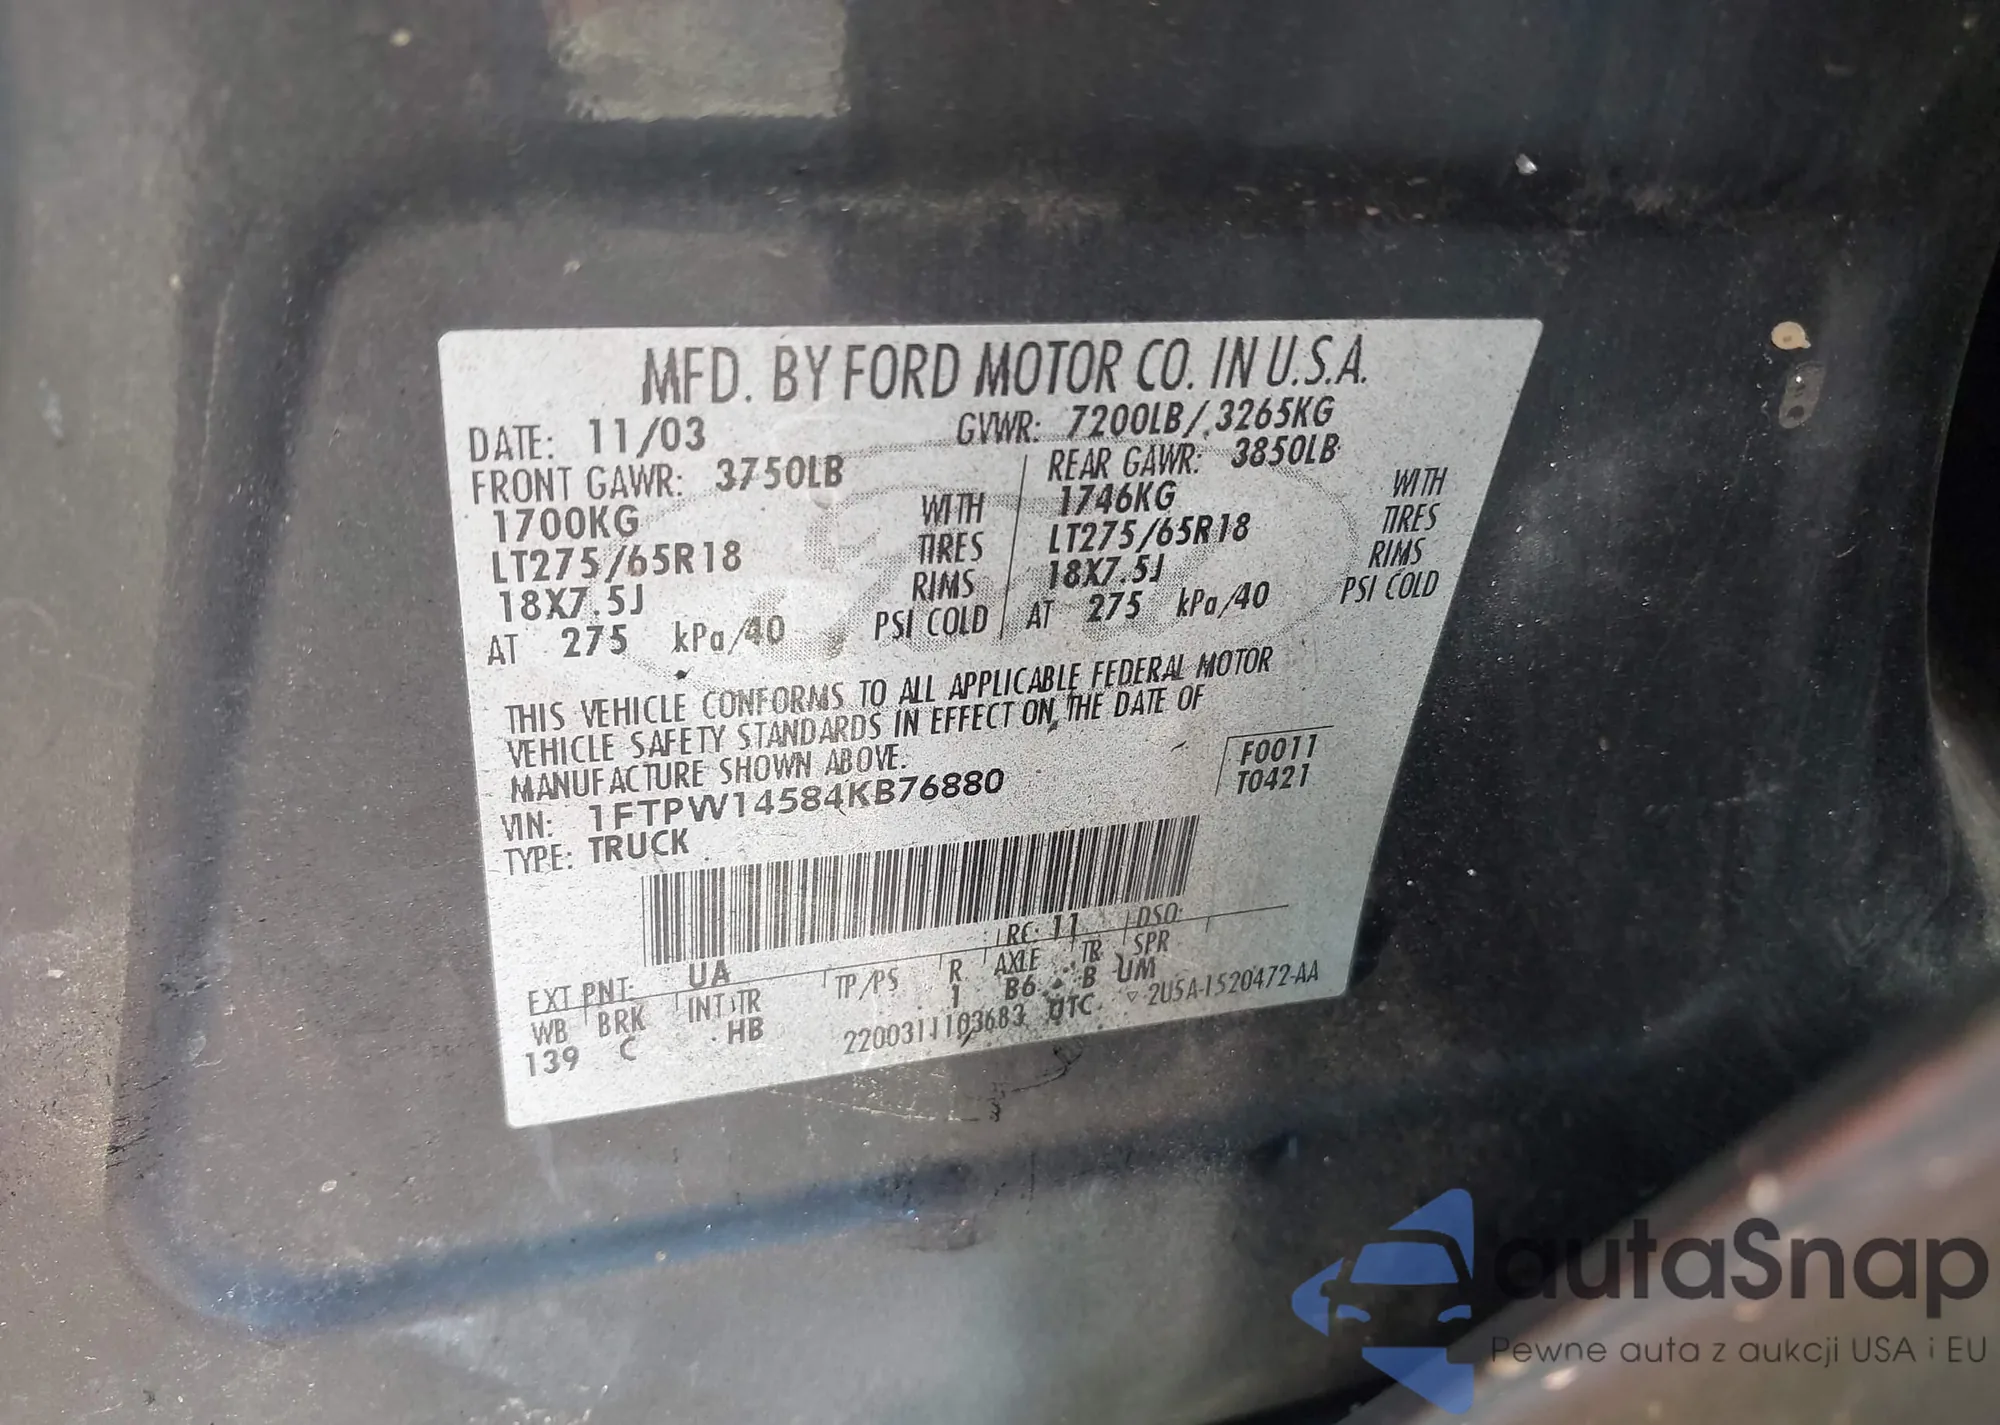 MFD. BY FORD MOTOR CO. IN U.S.A.
DATE: 11/03 GVWR: 7200LB/ 3265KG
FRONT GAWR: 3750LB REAR GAWR: 3850LB
1700KG WITH 1746KG WITH
LT275/65R18 TIRES LT275/65R18 TIRES
18X7.5J RIMS 18X7.5J RIMS
AT 275 kPa/40 PSI COLD AT 275 kPa/40 PSI COLD
THIS VEHICLE CONFORMS TO ALL APPLICABLE FEDERAL MOTOR
VEHICLE SAFETY STANDARDS IN EFFECT ON THE DATE OF
MANUFACTURE SHOWN ABOVE.
VIN: 1FTPW14584KB76880 F0011
TYPE: TRUCK T0421
EXT PNT: UA RC: 11 DSO:
WB BRK INT TR TP/PS R AXLE TR SPR
139 C HB 1 B6 B UM
2200311103683 UTC 2U5A-1520472-AA
autaSnap
Pewne auta z aukcji USA i EU